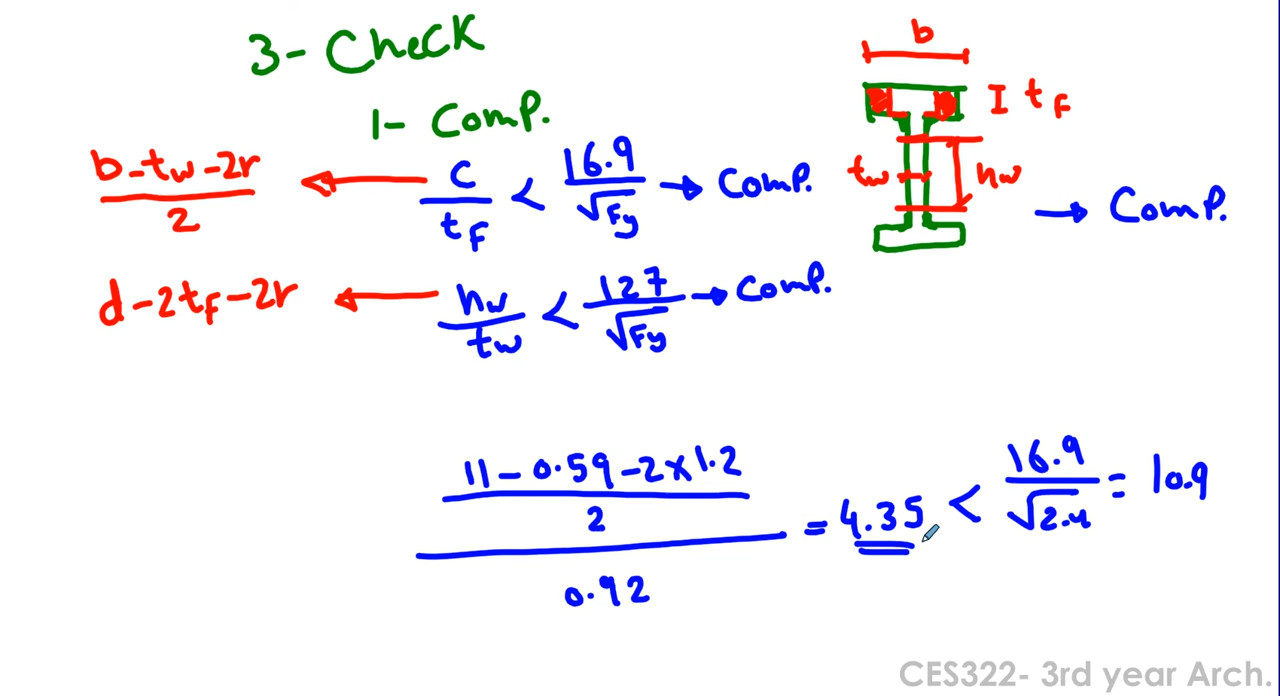 3- Check
1- Comp.
(b-tw-2r)/2 ← c/tF < 16.9/√Fy → Comp.
d-2tF-2r ← hw/tw < 127/√Fy → Comp.
b
I tF
tw hw
→ Comp.
((11-0.59-2×1.2)/2)/0.92 = 4.35 < 16.9/√2.4 = 10.9
CES322- 3rd year Arch.